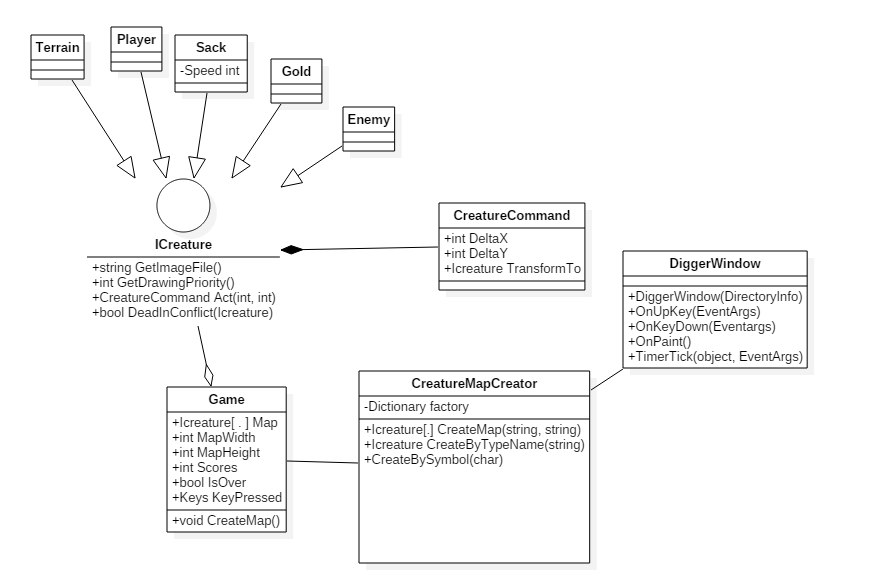 Terrain
Player
Sack
-Speed int
Gold
Enemy
ICreature
+string GetImageFile()
+int GetDrawingPriority()
+CreatureCommand Act(int, int)
+bool DeadInConflict(Icreature)
CreatureCommand
+int DeltaX
+int DeltaY
+Icreature TransformTo
DiggerWindow
+DiggerWindow(DirectoryInfo)
+OnUpKey(EventArgs)
+OnKeyDown(Eventargs)
+OnPaint()
+TimerTick(object, EventArgs)
Game
+Icreature[ . ] Map
+int MapWidth
+int MapHeight
+int Scores
+bool IsOver
+Keys KeyPressed
+void CreateMap()
CreatureMapCreator
-Dictionary factory
+Icreature[.] CreateMap(string, string)
+Icreature CreateByTypeName(string)
+CreateBySymbol(char)